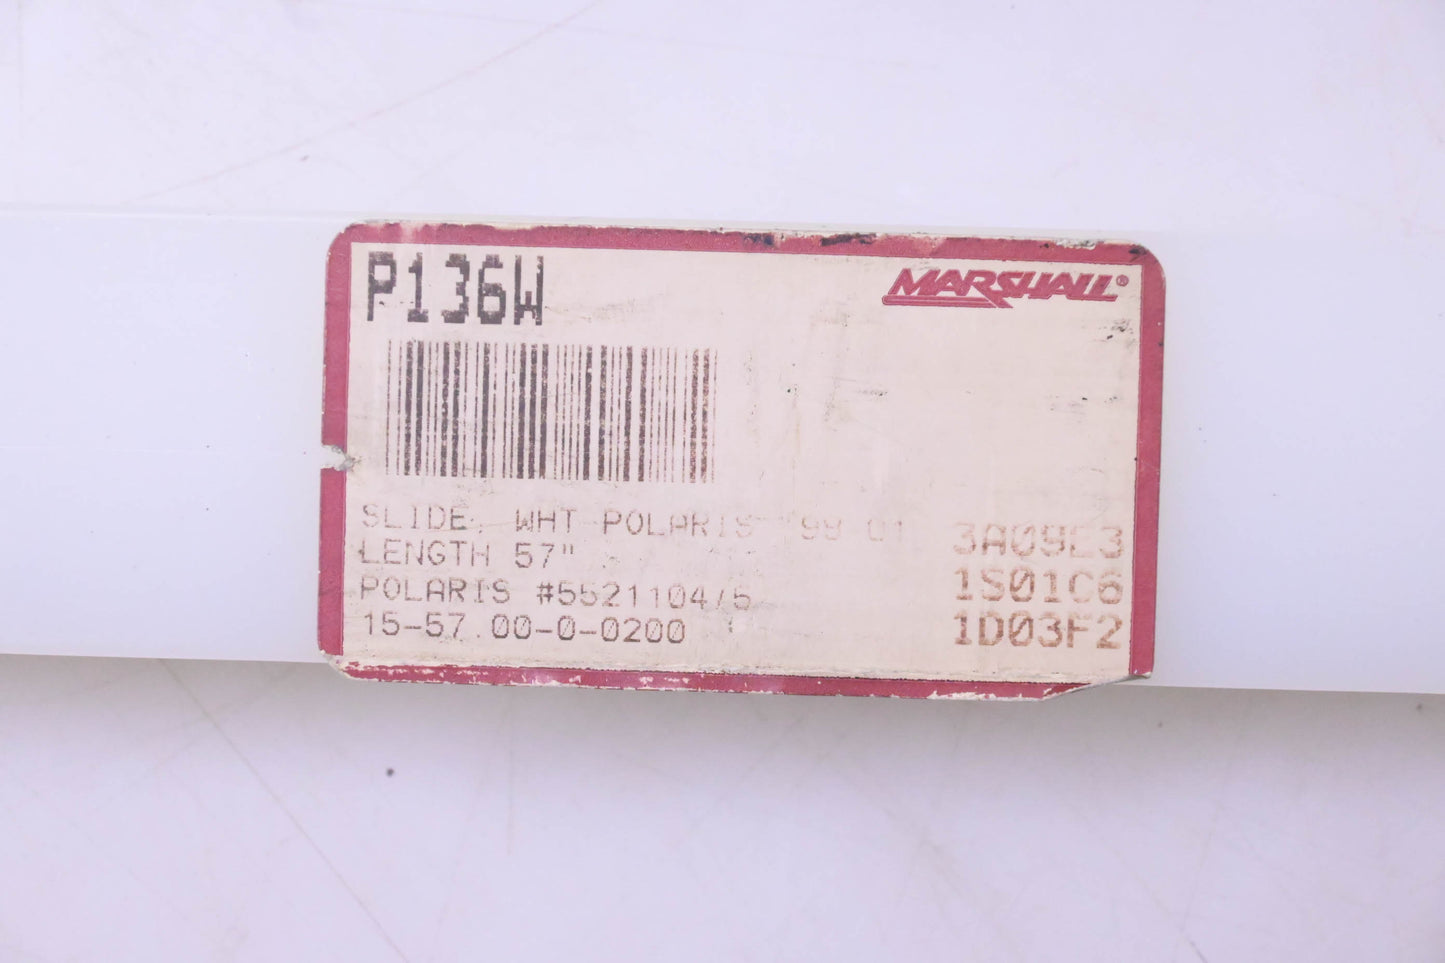 P136W
MARSHALL®
SLIDE, WHT POLARIS '99-01
LENGTH 57"
POLARIS #5521104/5
15-57.00-0-0200
3A09E3
1S01C6
1D03F2